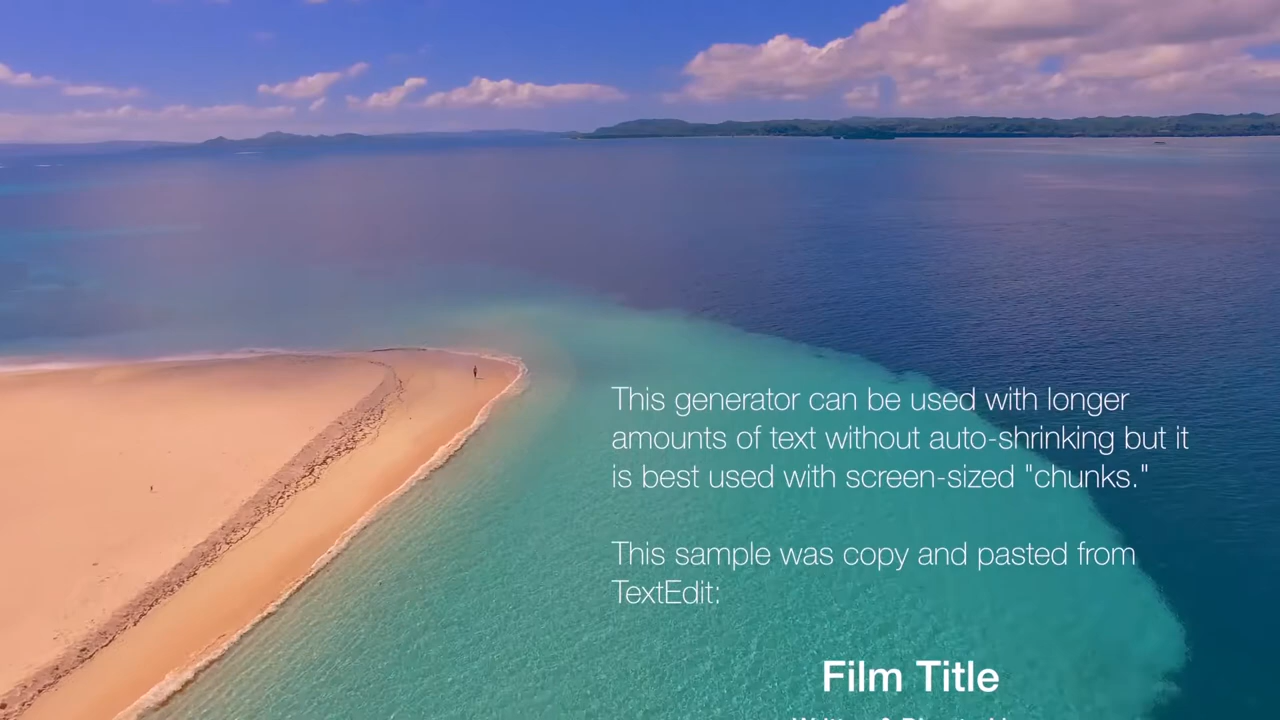 This generator can be used with longer
amounts of text without auto-shrinking but it
is best used with screen-sized "chunks."
This sample was copy and pasted from
TextEdit:
Film Title